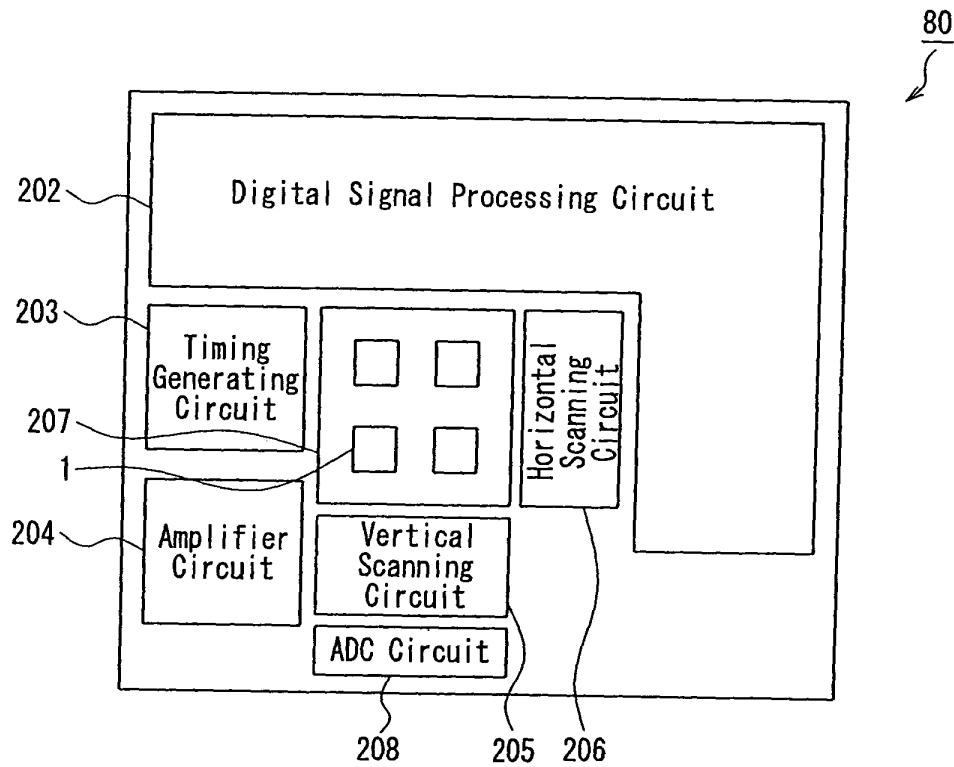 80
202
Digital Signal Processing Circuit
203
Timing
Generating
Circuit
207
1
Horizontal
Scanning
Circuit
204
Amplifier
Circuit
Vertical
Scanning
Circuit
ADC Circuit
208
205
206